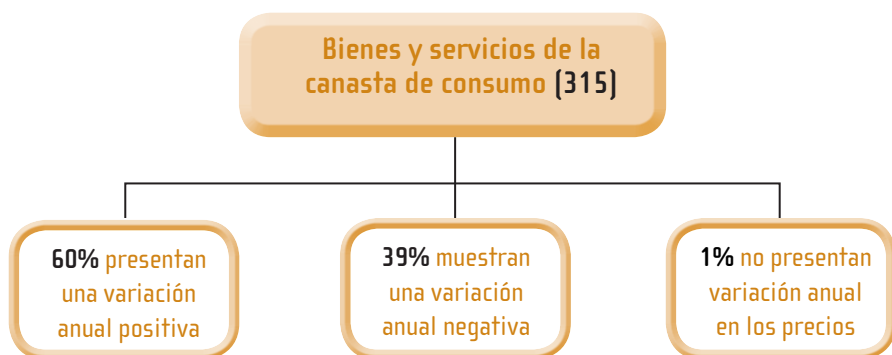 Bienes y servicios de la
canasta de consumo (315)
60% presentan
una variación
anual positiva
39% muestran
una variación
anual negativa
1% no presentan
variación anual
en los precios